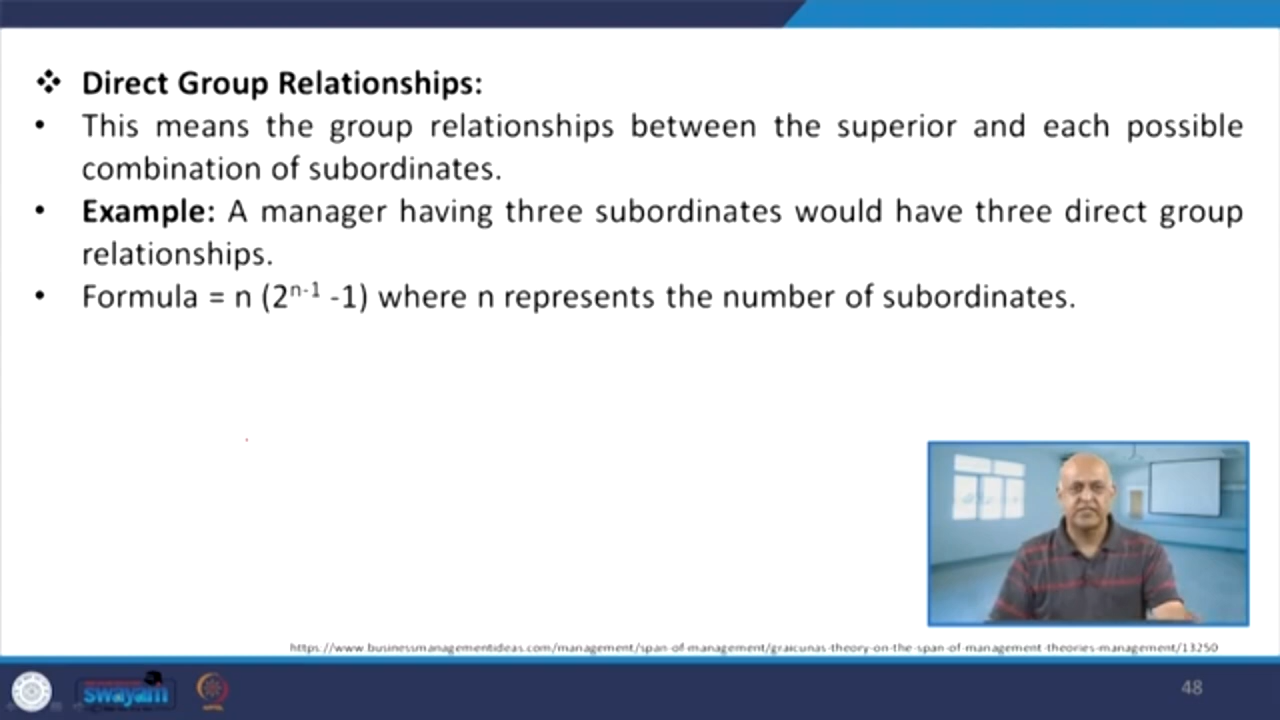 ❖ Direct Group Relationships:
• This means the group relationships between the superior and each possible
combination of subordinates.
• Example: A manager having three subordinates would have three direct group
relationships.
• Formula = n (2ⁿ⁻¹ -1) where n represents the number of subordinates.
https://www.businessmanagementideas.com/management/span-of-management/graicunas-theory-on-the-span-of-management-theories-management/13250
swayam
48